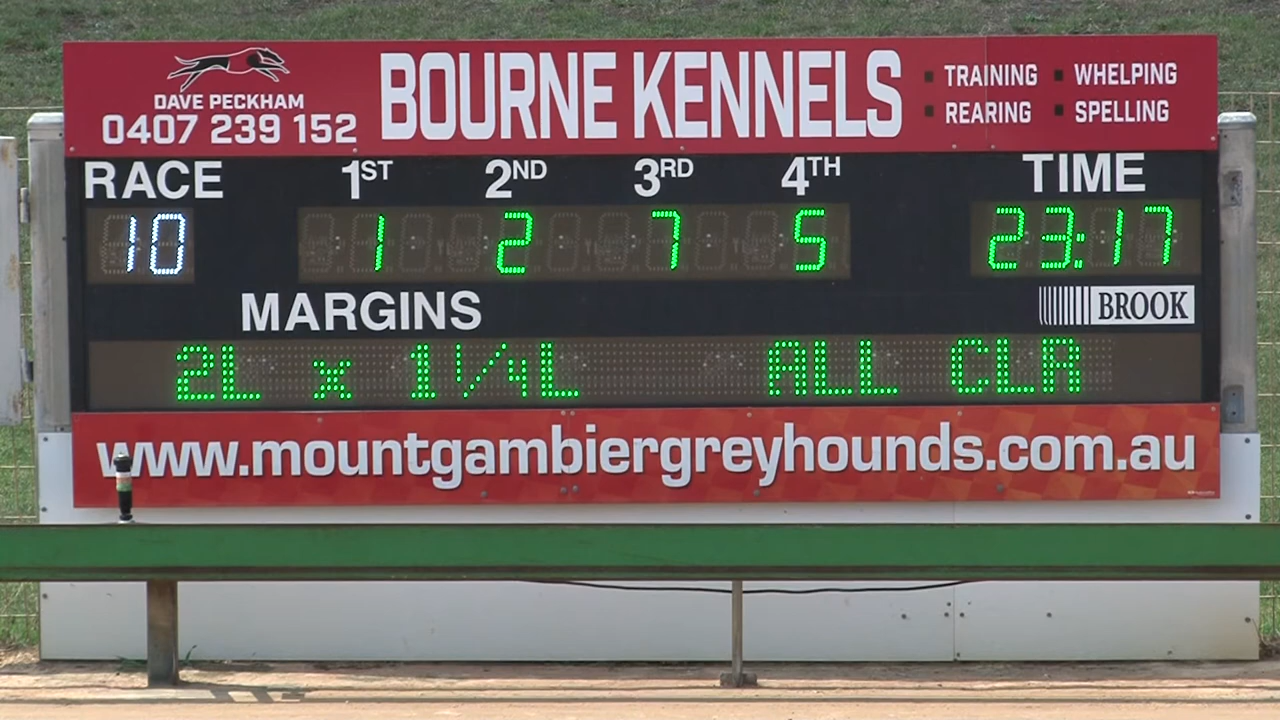 DAVE PECKHAM
0407 239 152
BOURNE KENNELS
TRAINING WHELPING
REARING SPELLING
RACE 1ST 2ND 3RD 4TH TIME
10 1 2 7 5 23:17
MARGINS
BROOK
2L x 1¼L ALL CLR
www.mountgambiergreyhounds.com.au